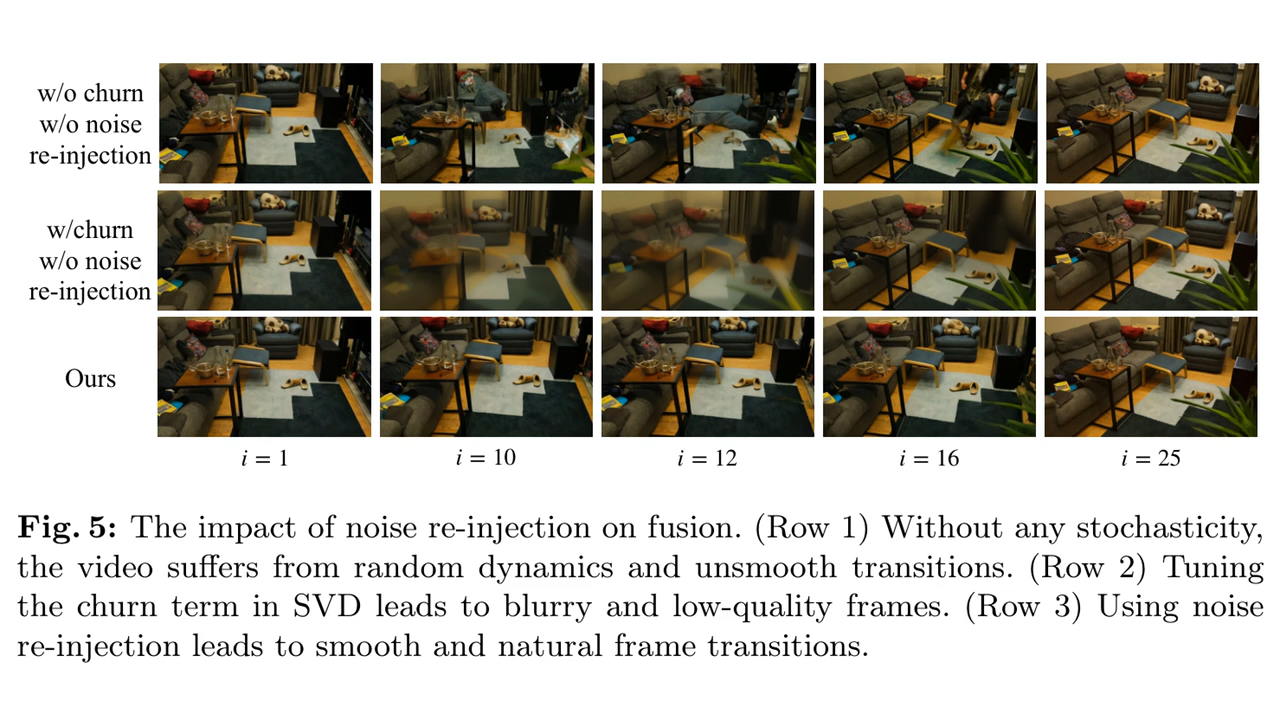 w/o churn
w/o noise
re-injection
w/churn
w/o noise
re-injection
Ours
i = 1
i = 10
i = 12
i = 16
i = 25
Fig. 5: The impact of noise re-injection on fusion. (Row 1) Without any stochasticity,
the video suffers from random dynamics and unsmooth transitions. (Row 2) Tuning
the churn term in SVD leads to blurry and low-quality frames. (Row 3) Using noise
re-injection leads to smooth and natural frame transitions.